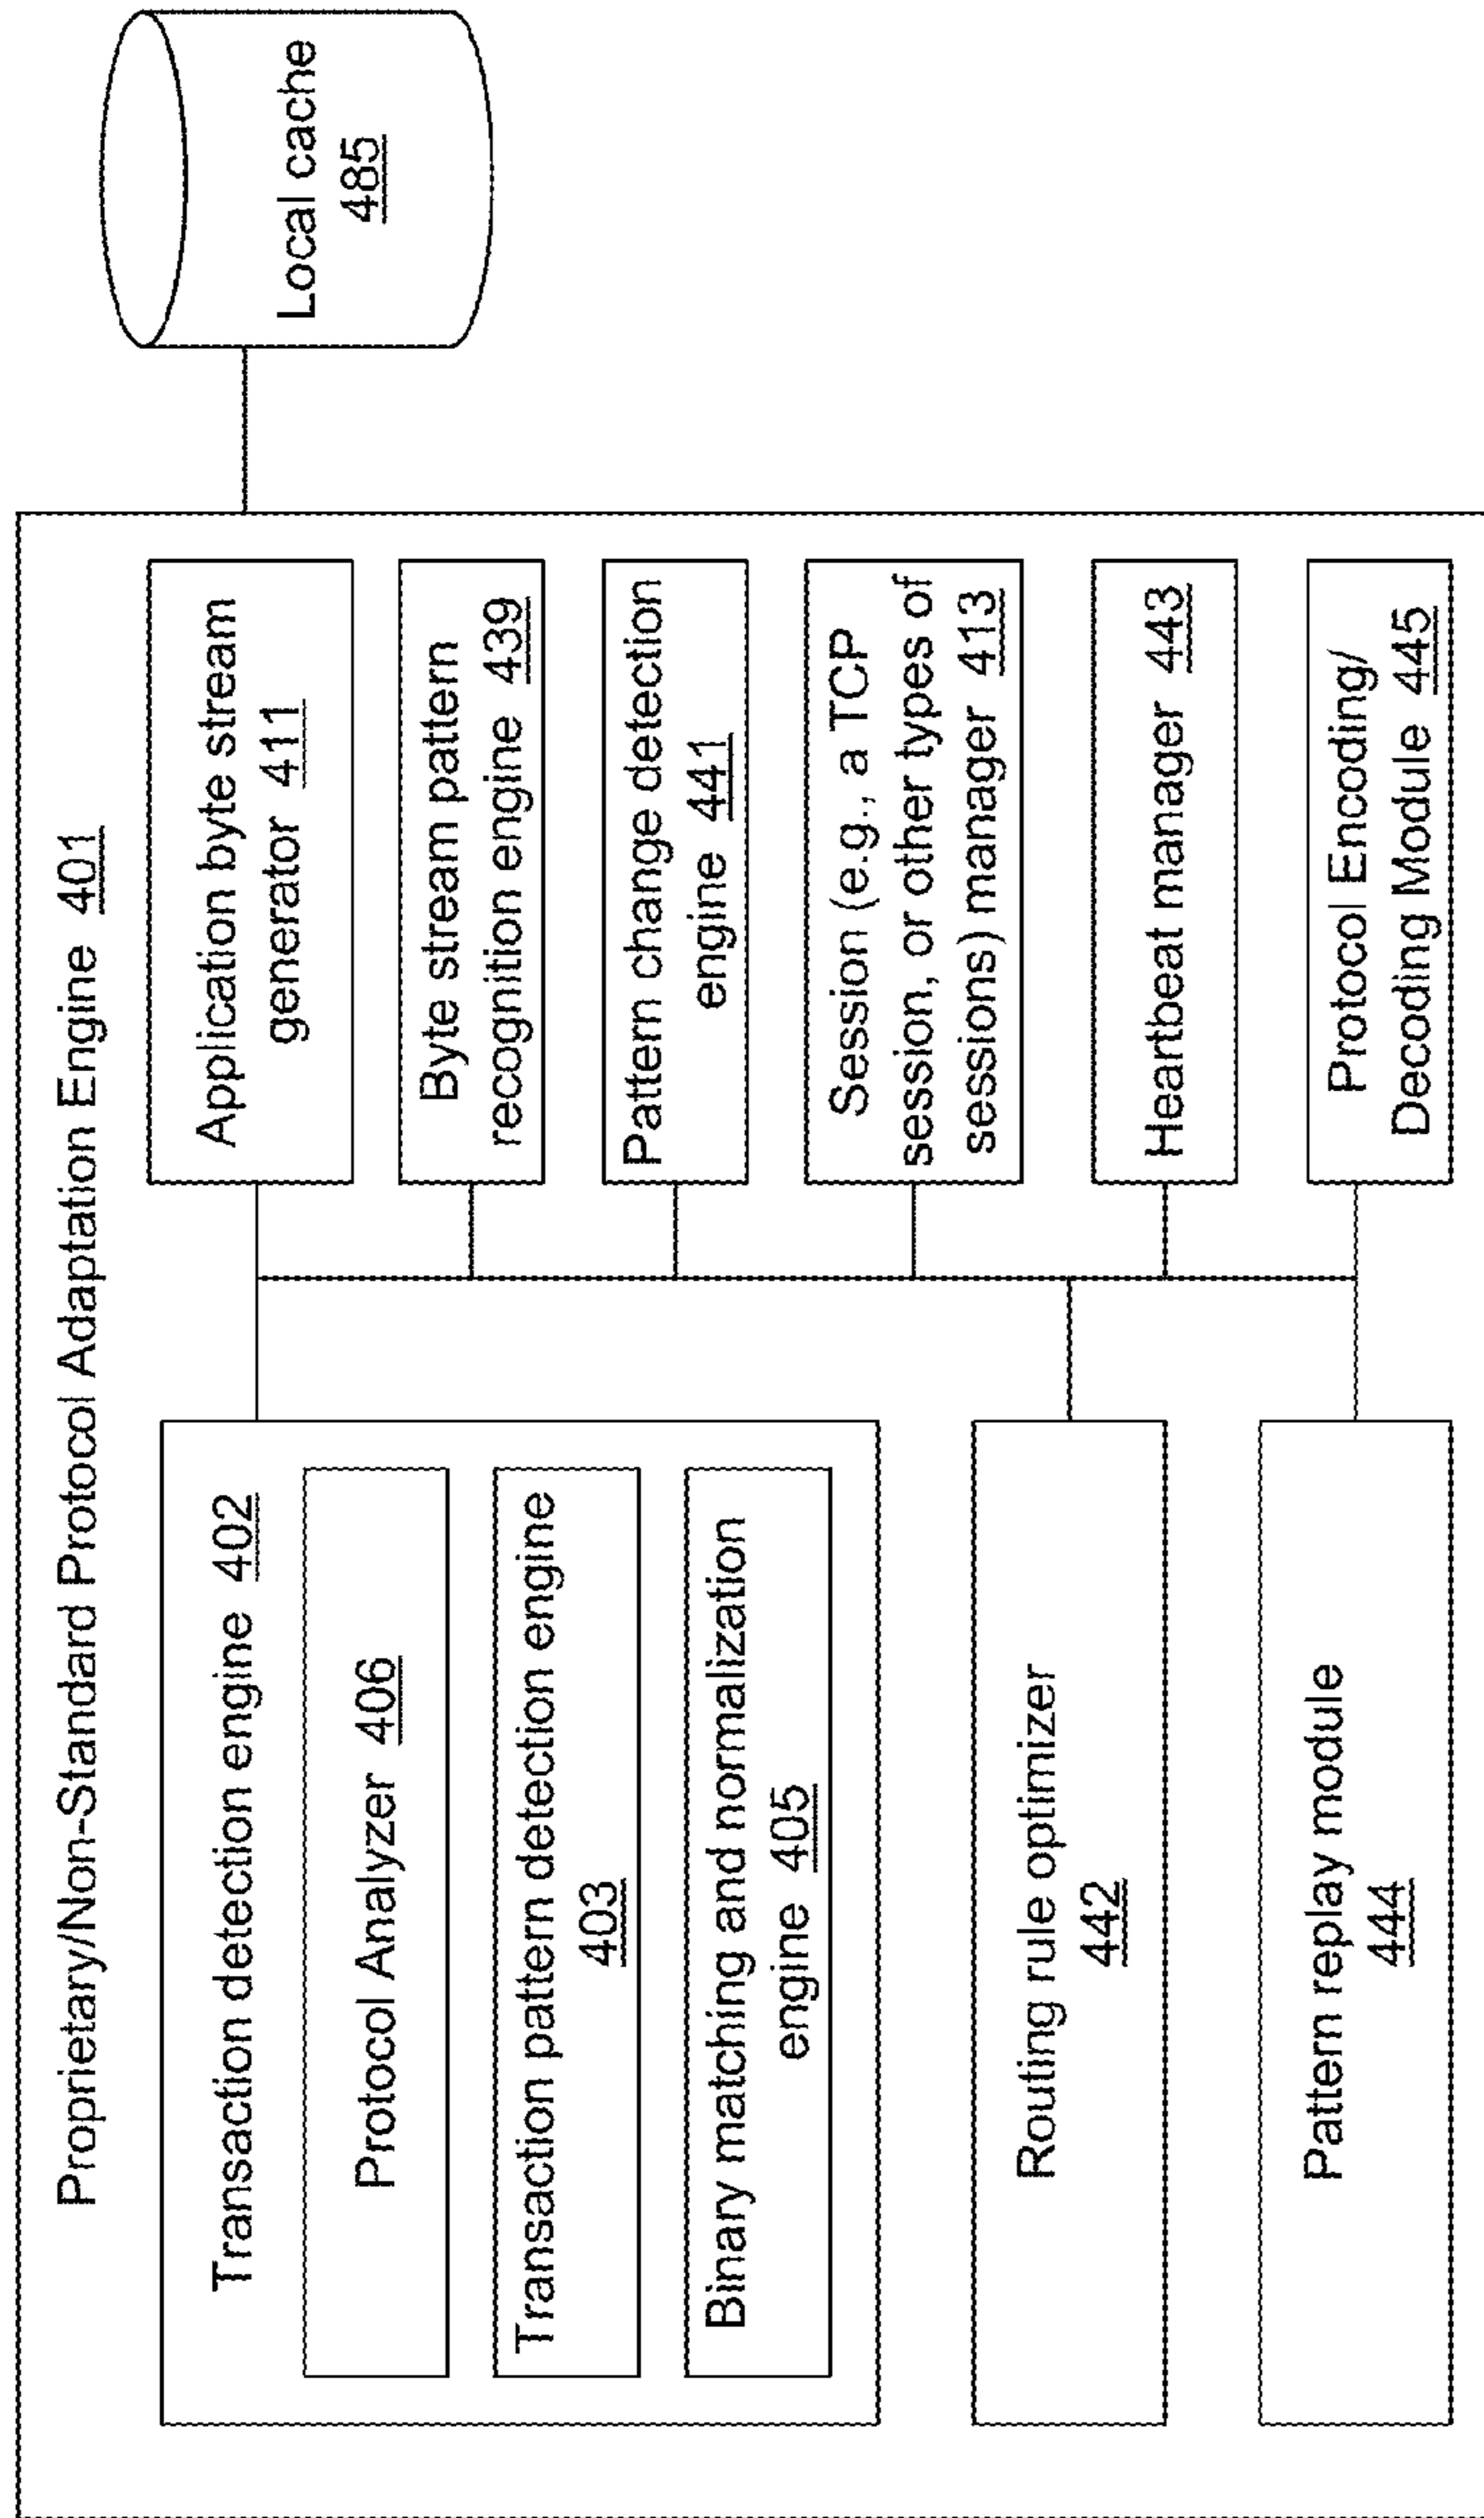 Proprietary/Non-Standard Protocol Adaptation Engine 401
Transaction detection engine 402
Protocol Analyzer 406
Transaction pattern detection engine
403
Binary matching and normalization
engine 405
Routing rule optimizer
442
Pattern replay module
444
Application byte stream
generator 411
Byte stream pattern
recognition engine 439
Pattern change detection
engine 441
Session (e.g., a TCP
session, or other types of
sessions) manager 413
Heartbeat manager 443
Protocol Encoding/
Decoding Module 445
Local cache
485